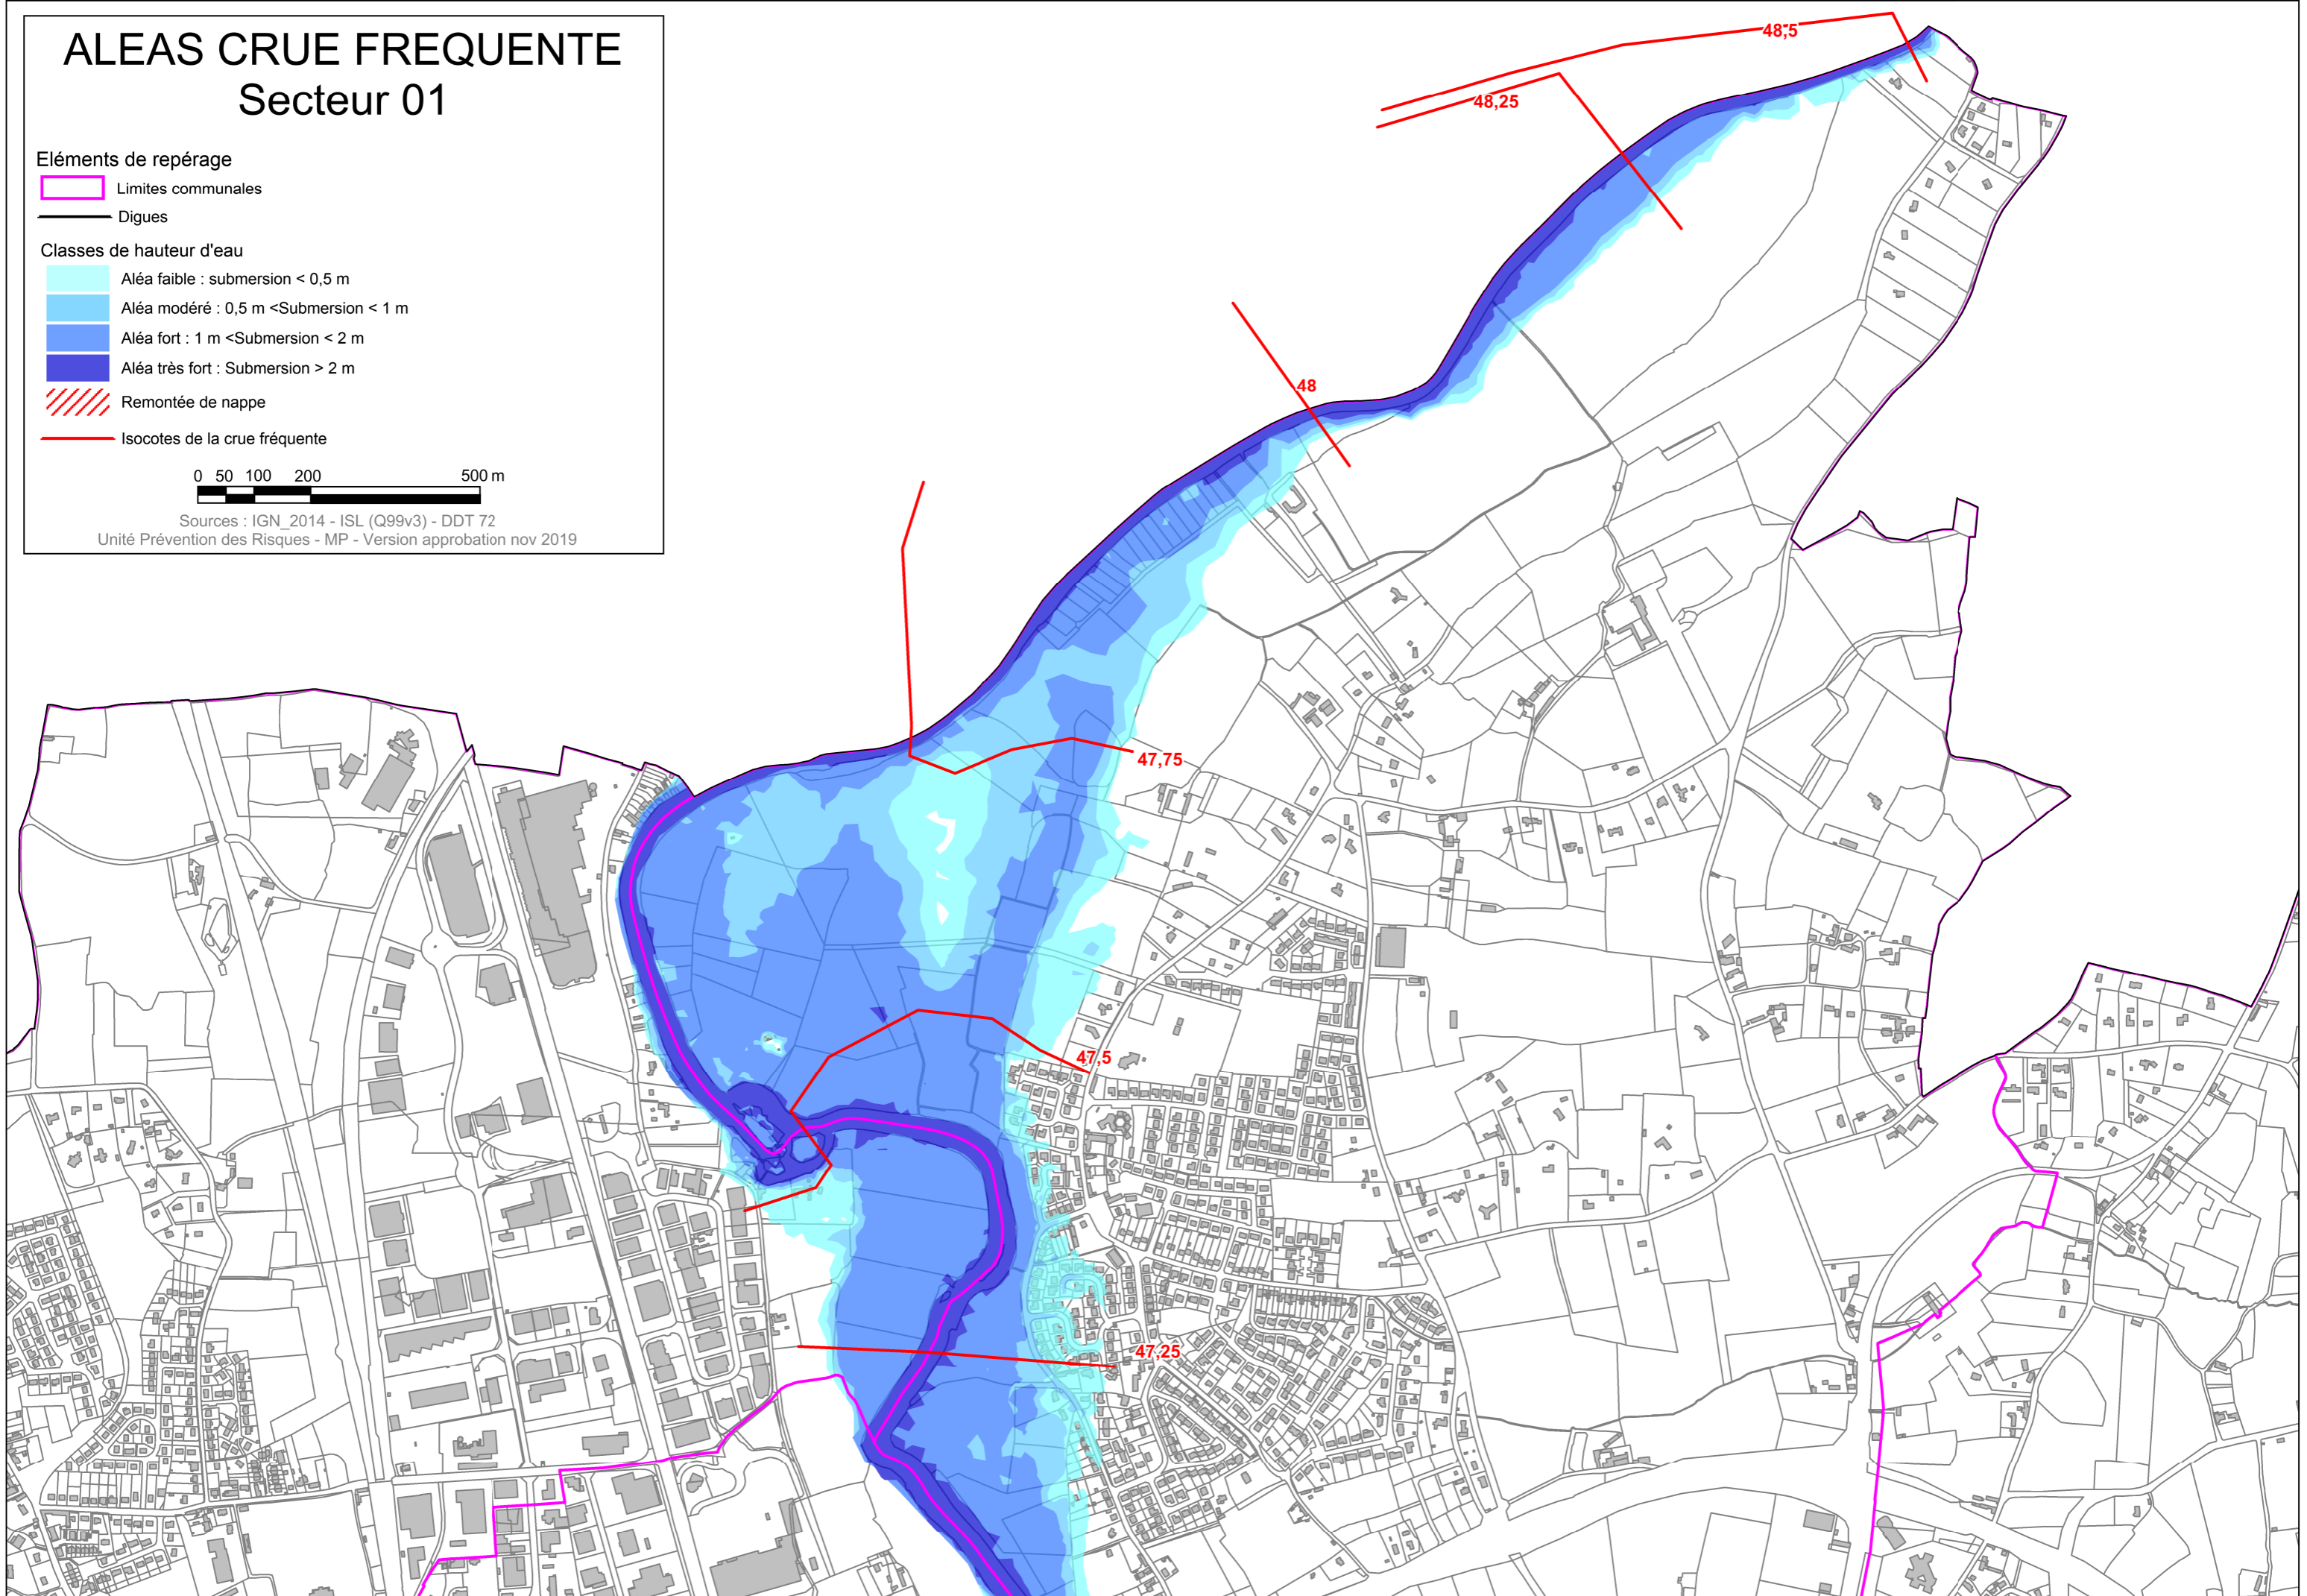 ALEAS CRUE FREQUENTE
Secteur 01
Eléments de repérage
Limites communales
Digues
Classes de hauteur d'eau
Aléa faible : submersion < 0,5 m
Aléa modéré : 0,5 m <Submersion < 1 m
Aléa fort : 1 m <Submersion < 2 m
Aléa très fort : Submersion > 2 m
Remontée de nappe
Isocotes de la crue fréquente
0 50 100 200 500 m
Sources : IGN_2014 - ISL (Q99v3) - DDT 72
Unité Prévention des Risques - MP - Version approbation nov 2019
48,5
48,25
48
47,75
47,5
47,25